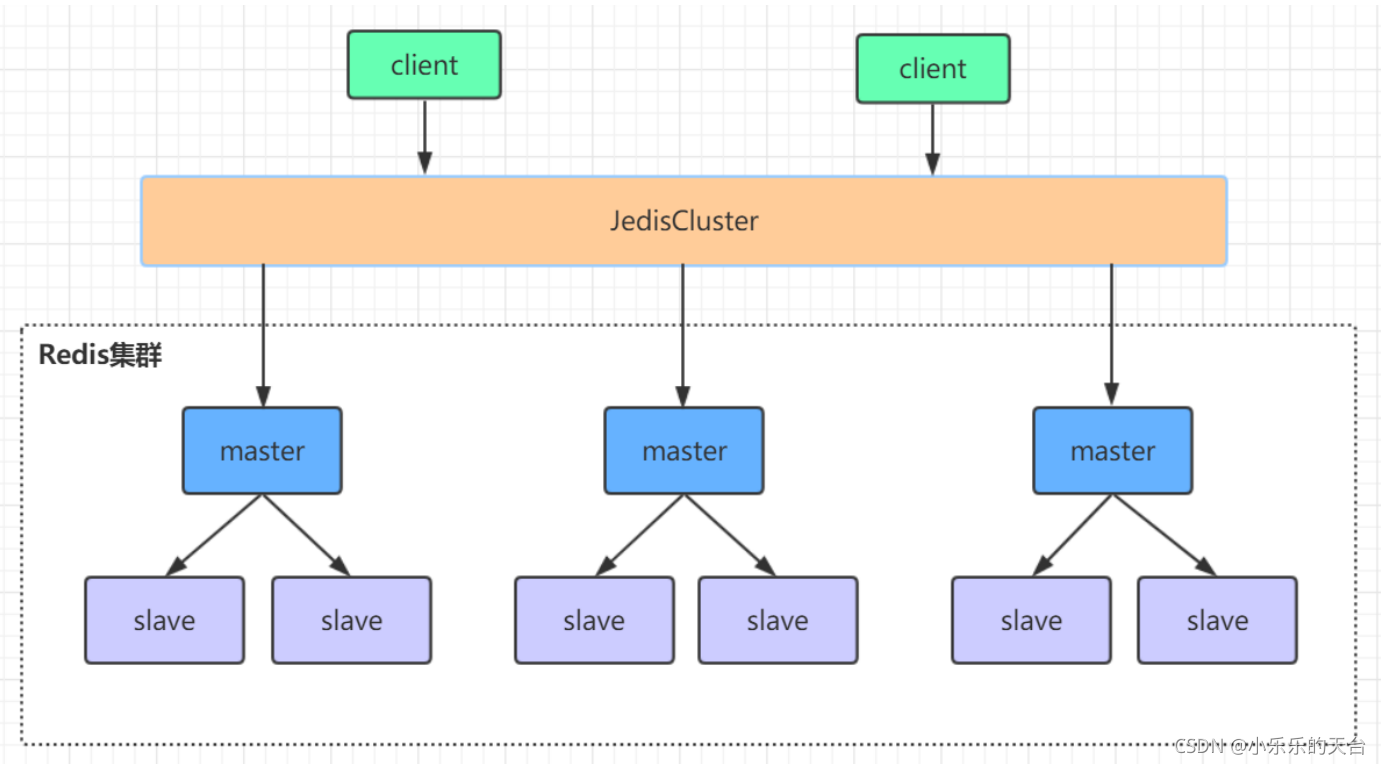 client
client
JedisCluster
Redis集群
master
master
master
slave
slave
slave
slave
slave
slave
CSDN @小乐乐的天台